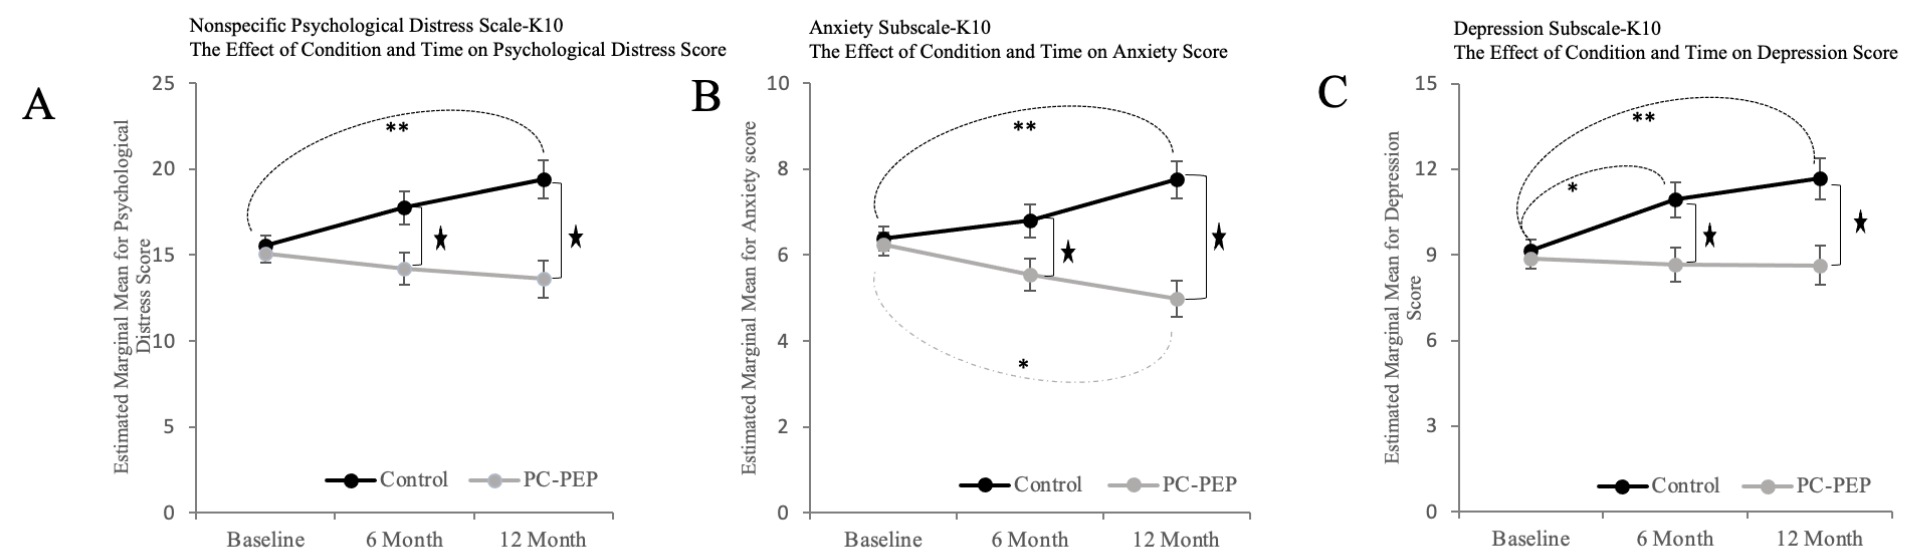 A
Nonspecific Psychological Distress Scale-K10
The Effect of Condition and Time on Psychological Distress Score
Estimated Marginal Mean for Psychological
Distress Score
25
20
15
10
5
0
**
★
★
Control
PC-PEP
Baseline
6 Month
12 Month
B
Anxiety Subscale-K10
The Effect of Condition and Time on Anxiety Score
Estimated Marginal Mean for Anxiety score
10
8
6
4
2
0
**
★
★
*
Control
PC-PEP
Baseline
6 Month
12 Month
C
Depression Subscale-K10
The Effect of Condition and Time on Depression Score
Estimated Marginal Mean for Depression
Score
15
12
9
6
3
0
**
*
★
★
Control
PC-PEP
Baseline
6 Month
12 Month